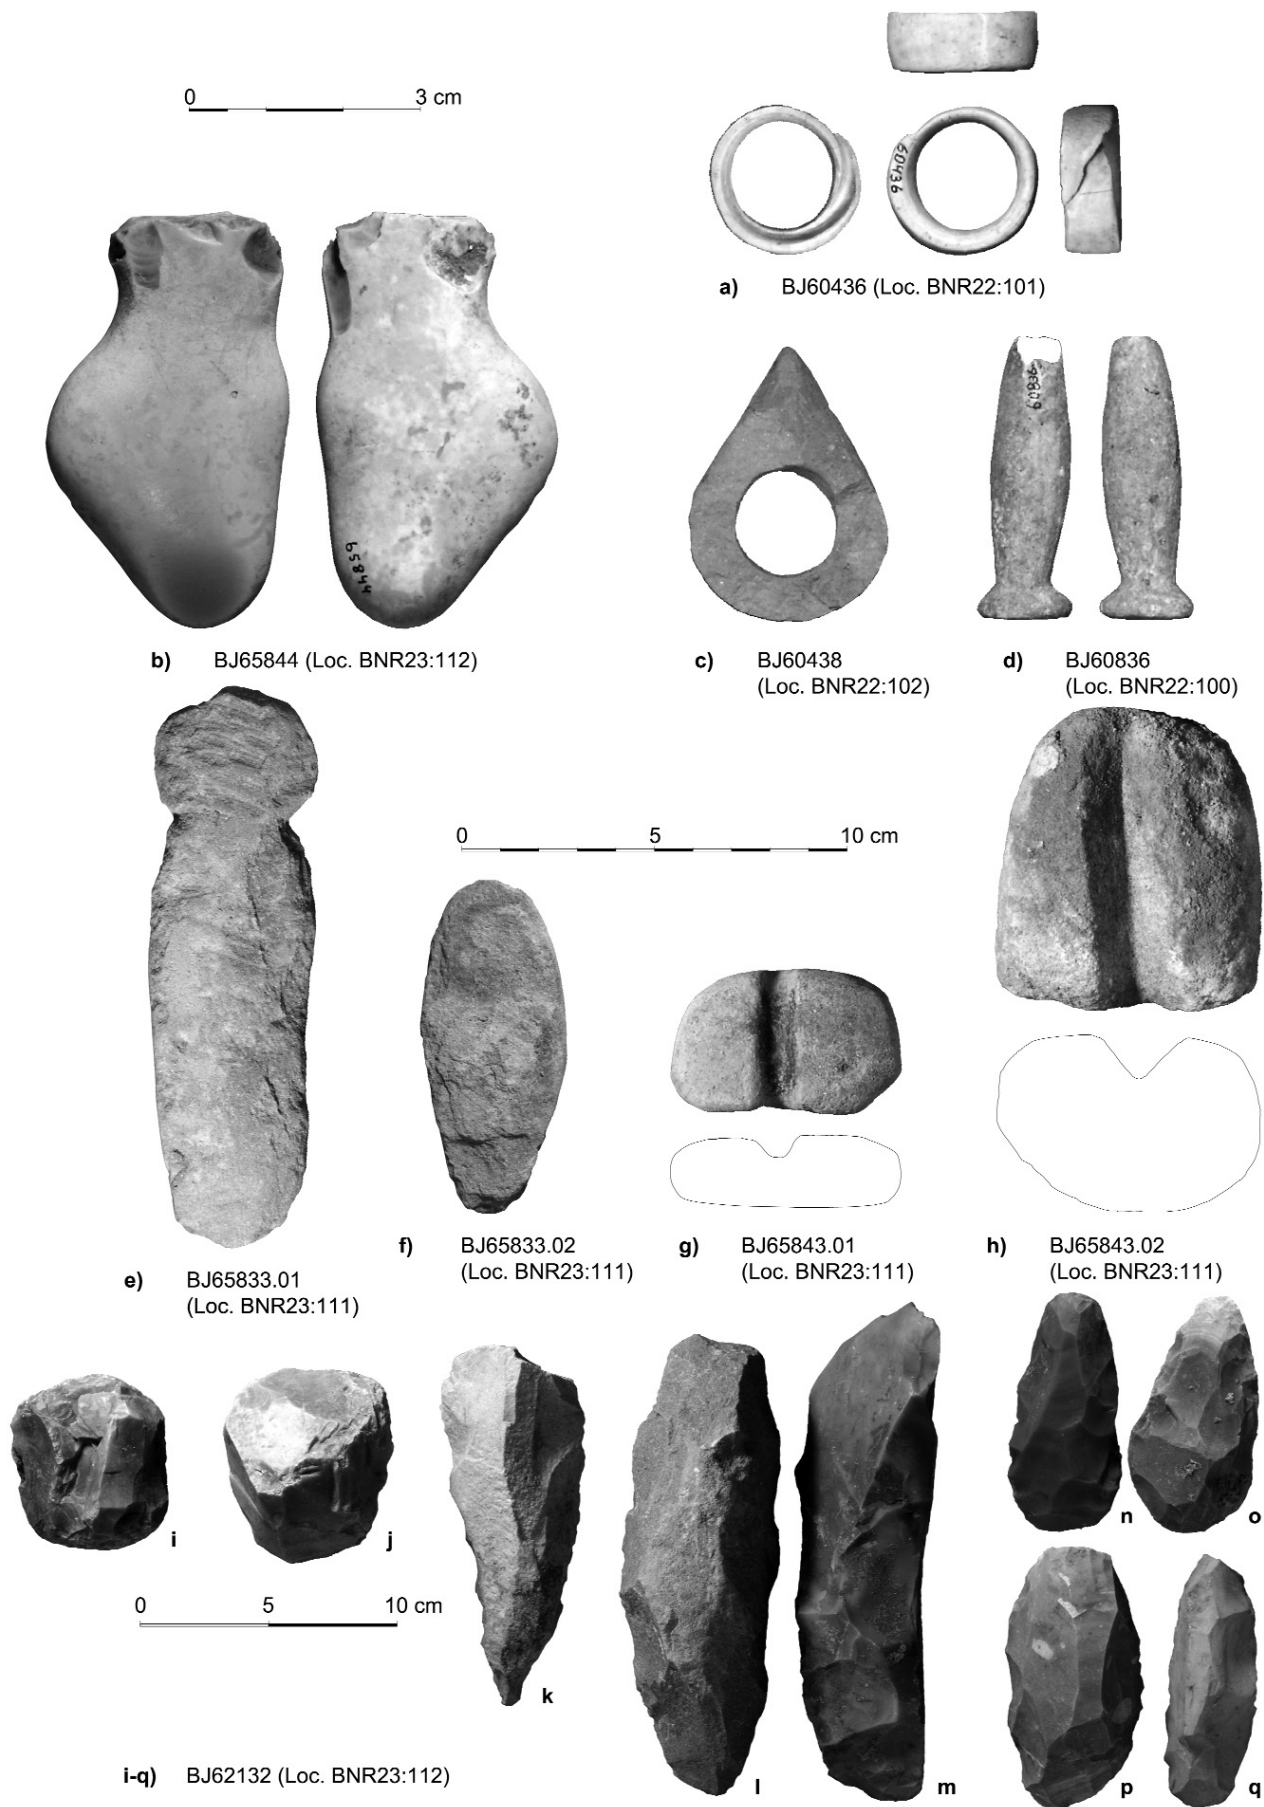 0 3 cm
60436
a) BJ60436 (Loc. BNR22:101)
60836
65844
b) BJ65844 (Loc. BNR23:112)
c) BJ60438
(Loc. BNR22:102)
d) BJ60836
(Loc. BNR22:100)
0 5 10 cm
e) BJ65833.01
(Loc. BNR23:111)
f) BJ65833.02
(Loc. BNR23:111)
g) BJ65843.01
(Loc. BNR23:111)
h) BJ65843.02
(Loc. BNR23:111)
i
j
k
n
o
0 5 10 cm
i-q) BJ62132 (Loc. BNR23:112)
l
m
p
q